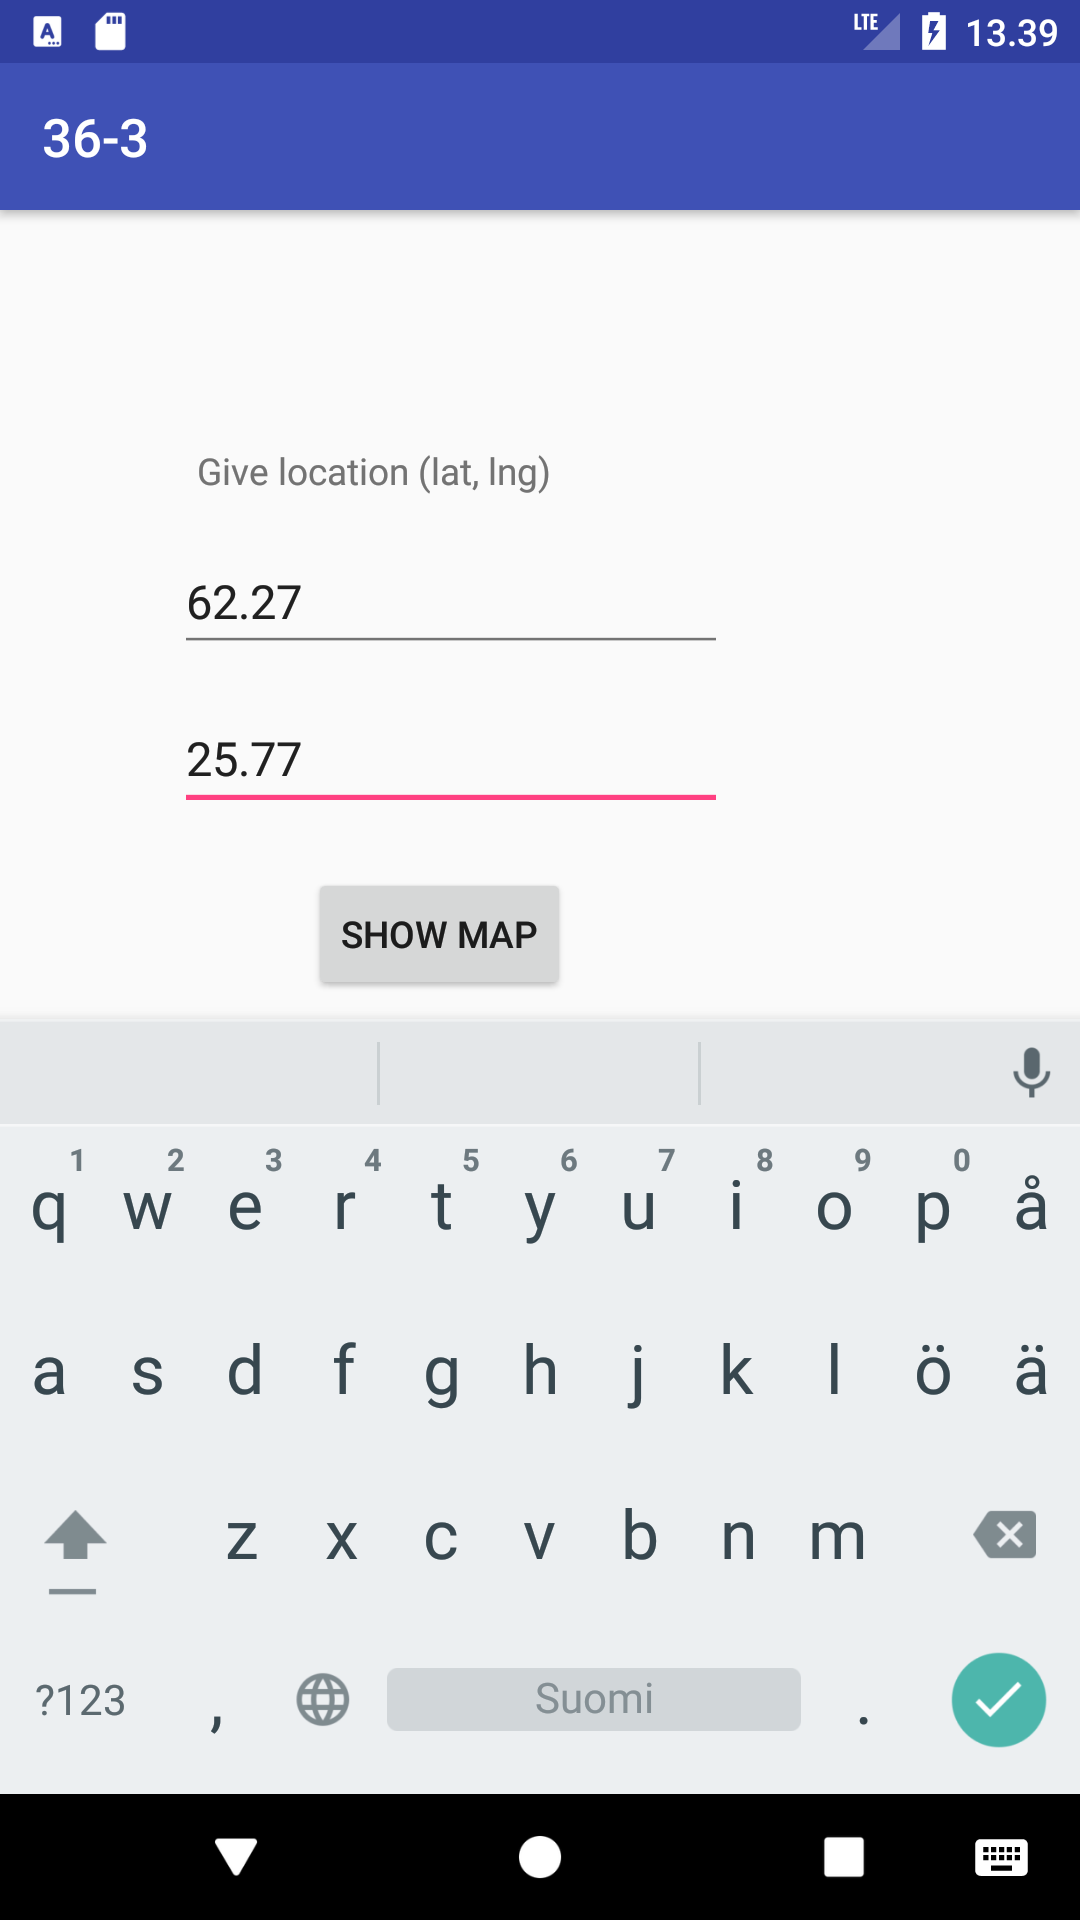 LTE 13.39
36-3
Give location (lat, lng)
62.27
25.77
SHOW MAP
1 2 3 4 5 6 7 8 9 0
q w e r t y u i o p å
a s d f g h j k l ö ä
z x c v b n m
?123 , Suomi .